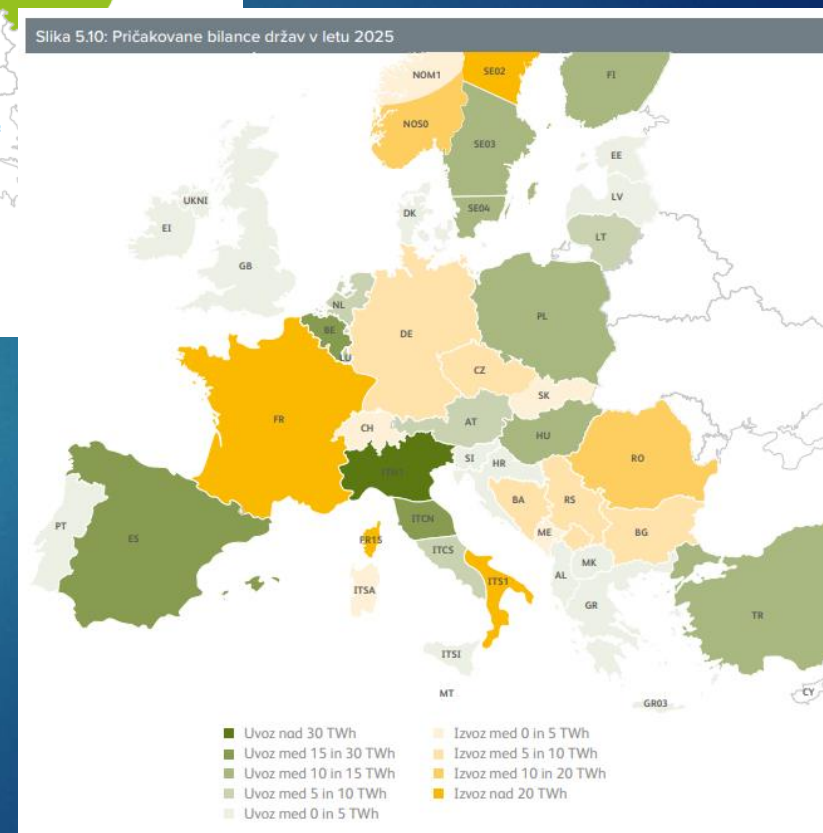 Slika 5.10: Pričakovane bilance držav v letu 2025
NOM1
SE02
FI
NOS0
SE03
EE
UKNI
LV
DK
SE04
EI
LT
GB
NL
PL
BE
DE
LU
CZ
SK
FR
CH
AT
HU
SI
HR
RO
ITN1
PT
ES
ITCN
BA
RS
ME
BG
FR15
ITCS
MK
AL
ITSA
ITS1
GR
TR
ITSI
MT
CY
GR03
Uvoz nad 30 TWh
Uvoz med 15 in 30 TWh
Uvoz med 10 in 15 TWh
Uvoz med 5 in 10 TWh
Uvoz med 0 in 5 TWh
Izvoz med 0 in 5 TWh
Izvoz med 5 in 10 TWh
Izvoz med 10 in 20 TWh
Izvoz nad 20 TWh